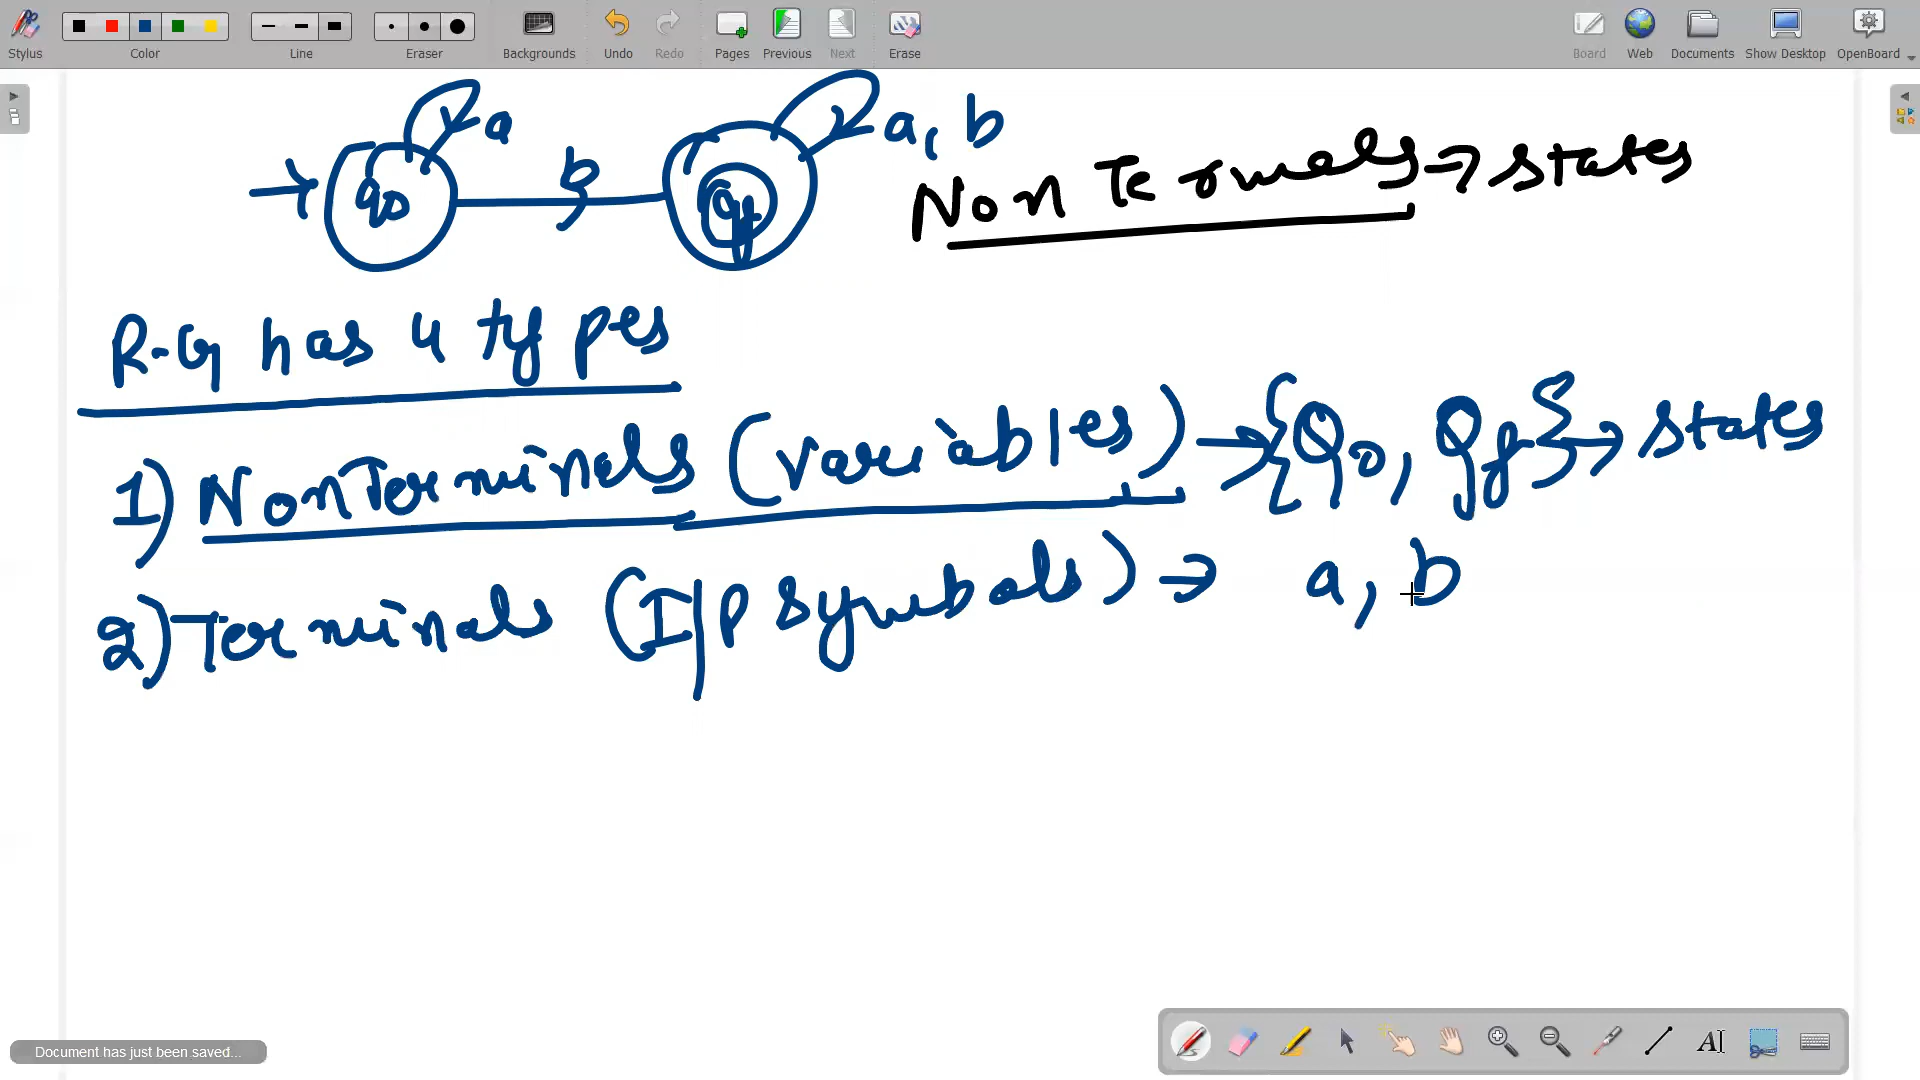 Stylus Color Line Eraser Backgrounds Undo Redo Pages Previous Next Erase Board Web Documents Show Desktop OpenBoard
a
b
a, b
q0
qf
Non Termals → states
R-G has 4 types
1) NonTerminals (variables) → {Q0, Qf} → states
2) Terminals (I/P symbols) → a, b
Document has just been saved...